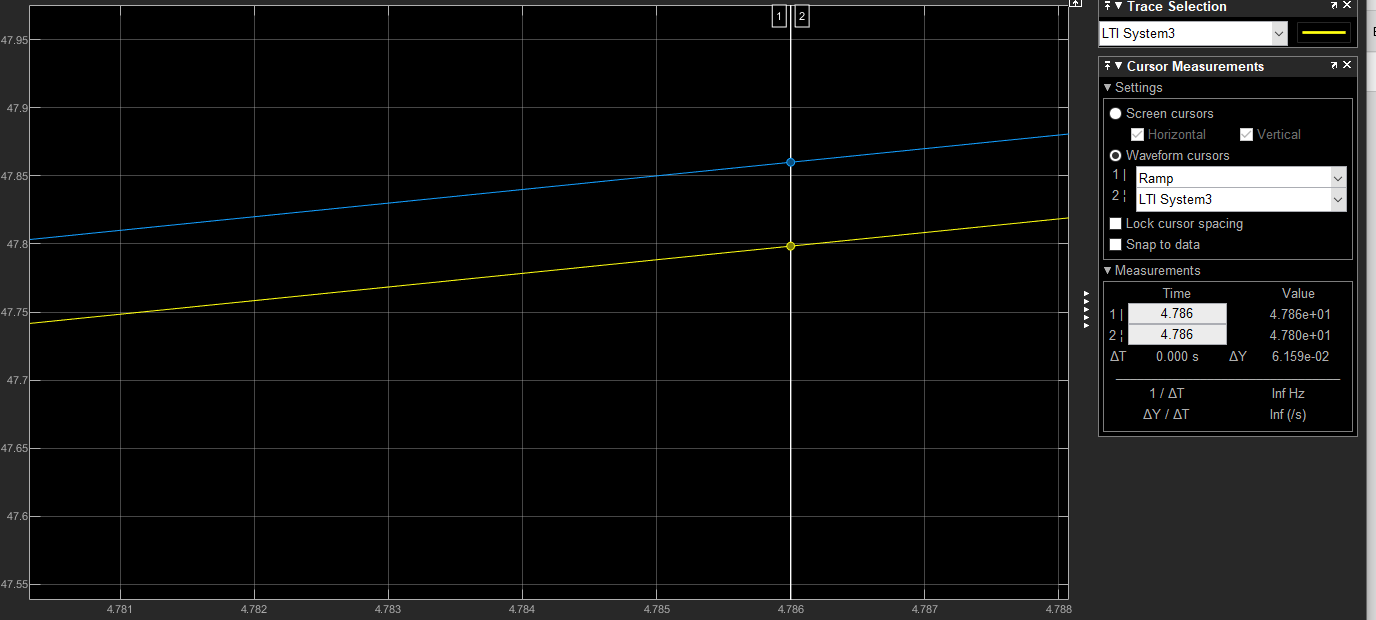 Trace Selection
LTI System3
Cursor Measurements
Settings
Screen cursors
Horizontal Vertical
Waveform cursors
1 | Ramp
2 ¦ LTI System3
Lock cursor spacing
Snap to data
Measurements
Time Value
1 | 4.786 4.786e+01
2 ¦ 4.786 4.780e+01
ΔT 0.000 s ΔY 6.159e-02
1 / ΔT Inf Hz
ΔY / ΔT Inf (/s)
1 2
47.95
47.9
47.85
47.8
47.75
47.7
47.65
47.6
47.55
4.781 4.782 4.783 4.784 4.785 4.786 4.787 4.788